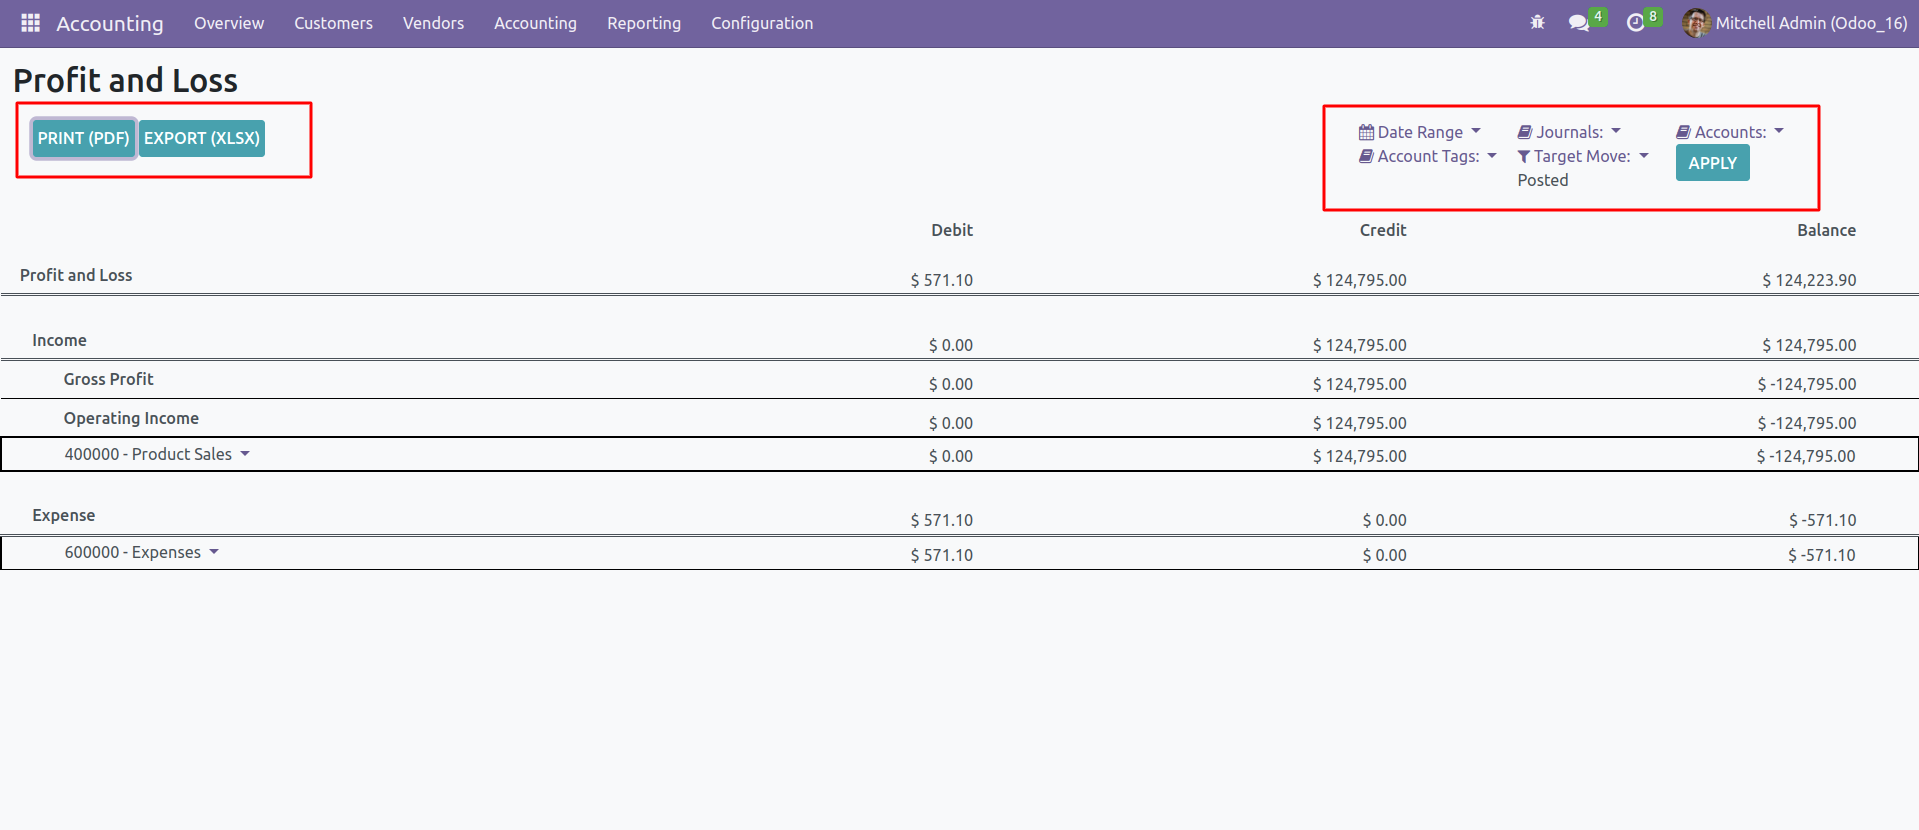 Accounting Overview Customers Vendors Accounting Reporting Configuration 4 8 Mitchell Admin (Odoo_16)
Profit and Loss
PRINT (PDF) EXPORT (XLSX)
Date Range Journals: Accounts:
Account Tags: Target Move: APPLY
Posted
Debit Credit Balance
Profit and Loss $ 571.10 $ 124,795.00 $ 124,223.90
Income $ 0.00 $ 124,795.00 $ 124,795.00
Gross Profit $ 0.00 $ 124,795.00 $ -124,795.00
Operating Income $ 0.00 $ 124,795.00 $ -124,795.00
400000 - Product Sales $ 0.00 $ 124,795.00 $ -124,795.00
Expense $ 571.10 $ 0.00 $ -571.10
600000 - Expenses $ 571.10 $ 0.00 $ -571.10